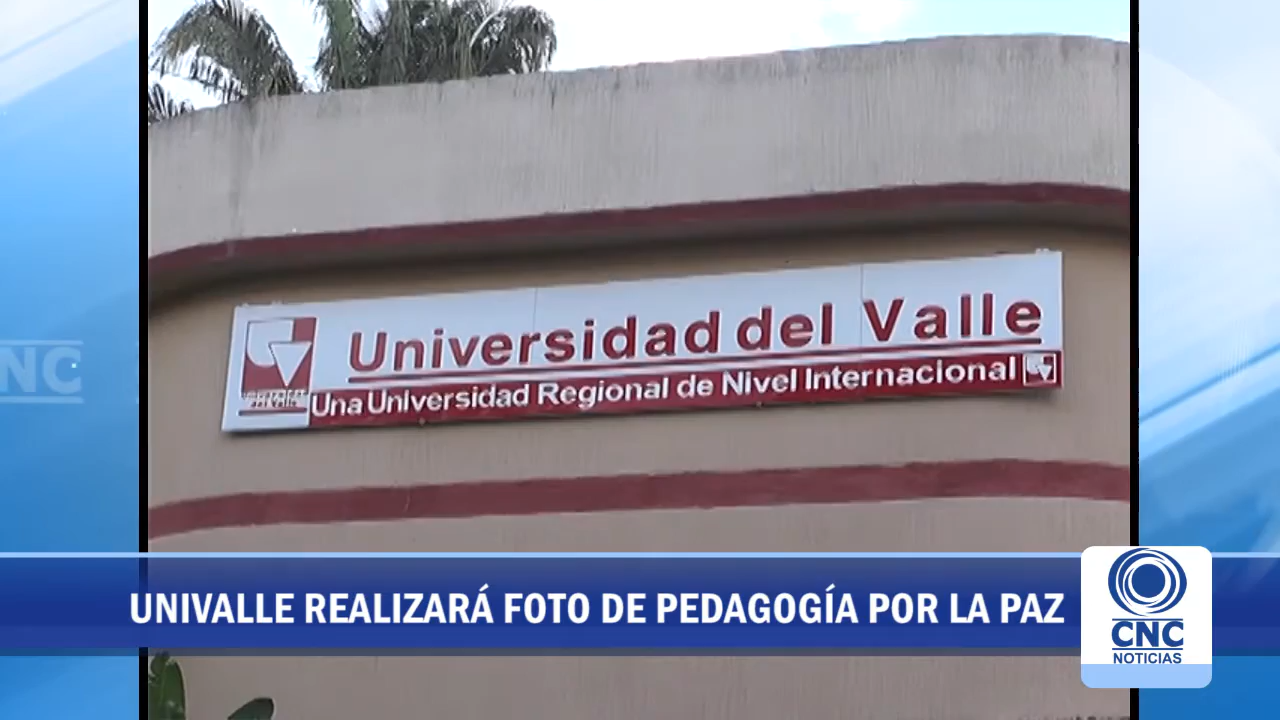 Universidad del Valle
Una Universidad Regional de Nivel Internacional
CNC
UNIVALLE REALIZARÁ FOTO DE PEDAGOGÍA POR LA PAZ
CNC
NOTICIAS